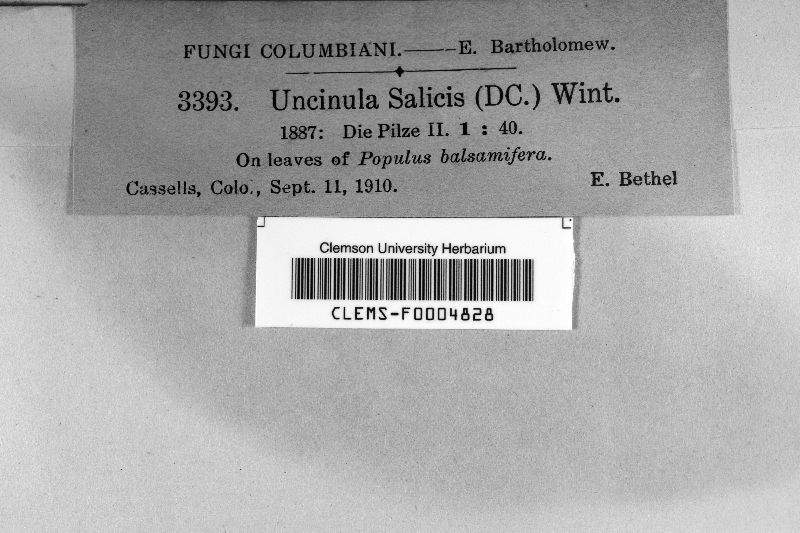 FUNGI COLUMBIANI.——E. Bartholomew.
3393. Uncinula Salicis (DC.) Wint.
1887: Die Pilze II. 1 : 40.
On leaves of Populus balsamifera.
Cassells, Colo., Sept. 11, 1910. E. Bethel
Clemson University Herbarium
CLEMS-F0004828